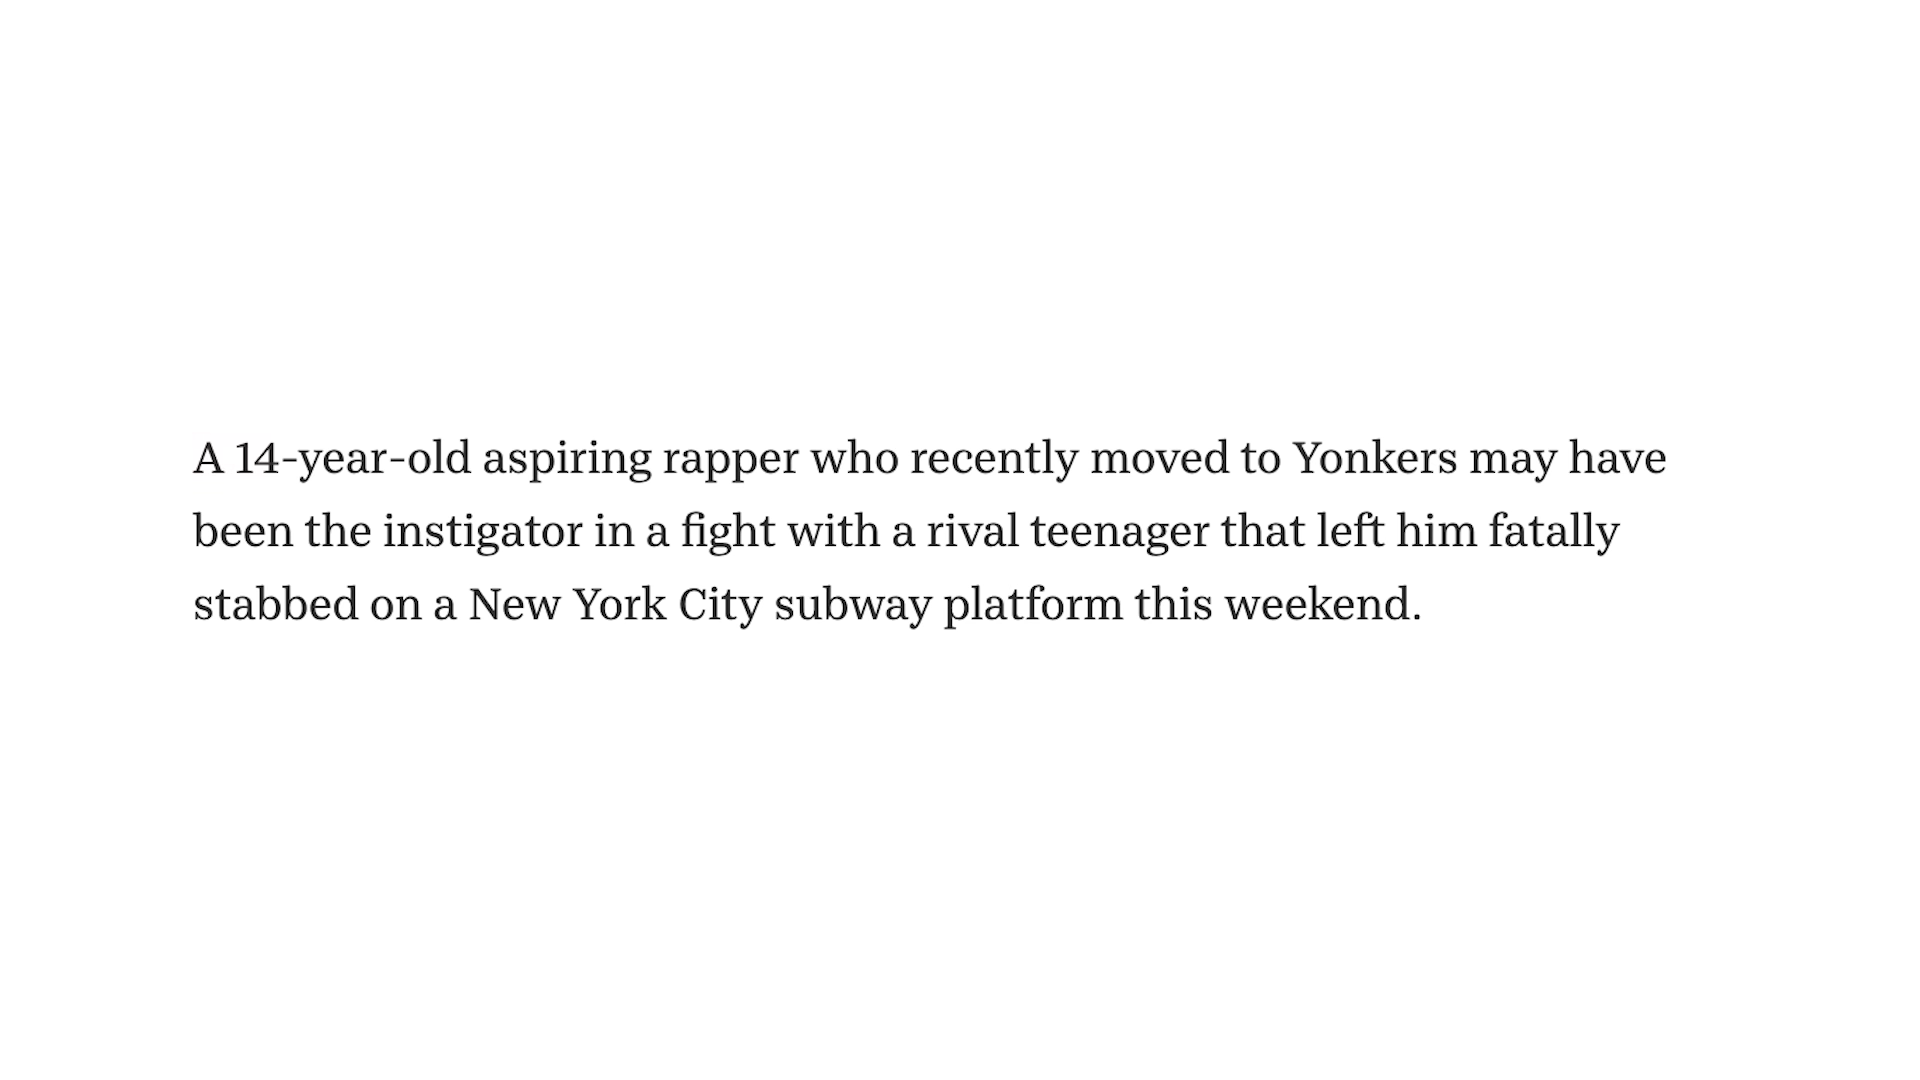 A 14-year-old aspiring rapper who recently moved to Yonkers may have
been the instigator in a fight with a rival teenager that left him fatally
stabbed on a New York City subway platform this weekend.